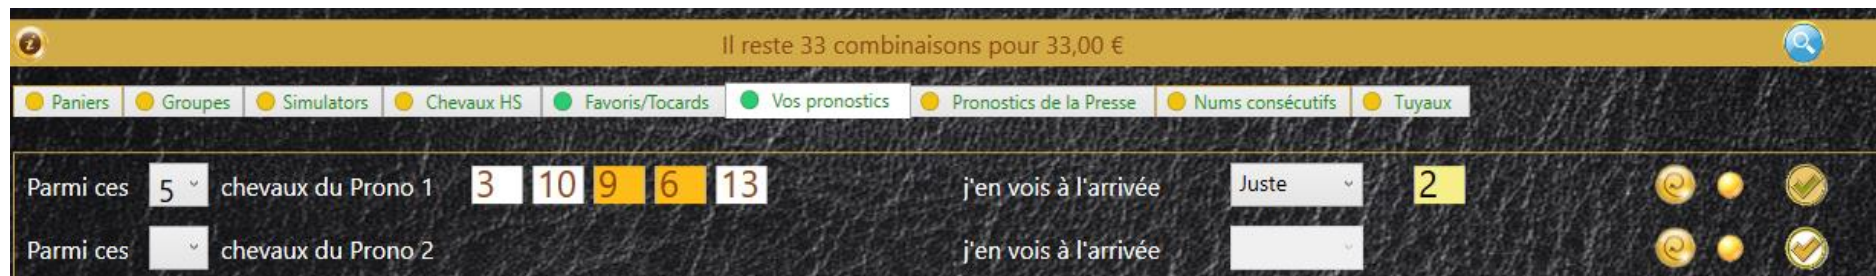 i
Il reste 33 combinaisons pour 33,00 €
Paniers Groupes Simulators Chevaux HS Favoris/Tocards Vos pronostics Pronostics de la Presse Nums consécutifs Tuyaux
Parmi ces 5 chevaux du Prono 1 3 10 9 6 13 j'en vois à l'arrivée Juste 2
Parmi ces chevaux du Prono 2 j'en vois à l'arrivée